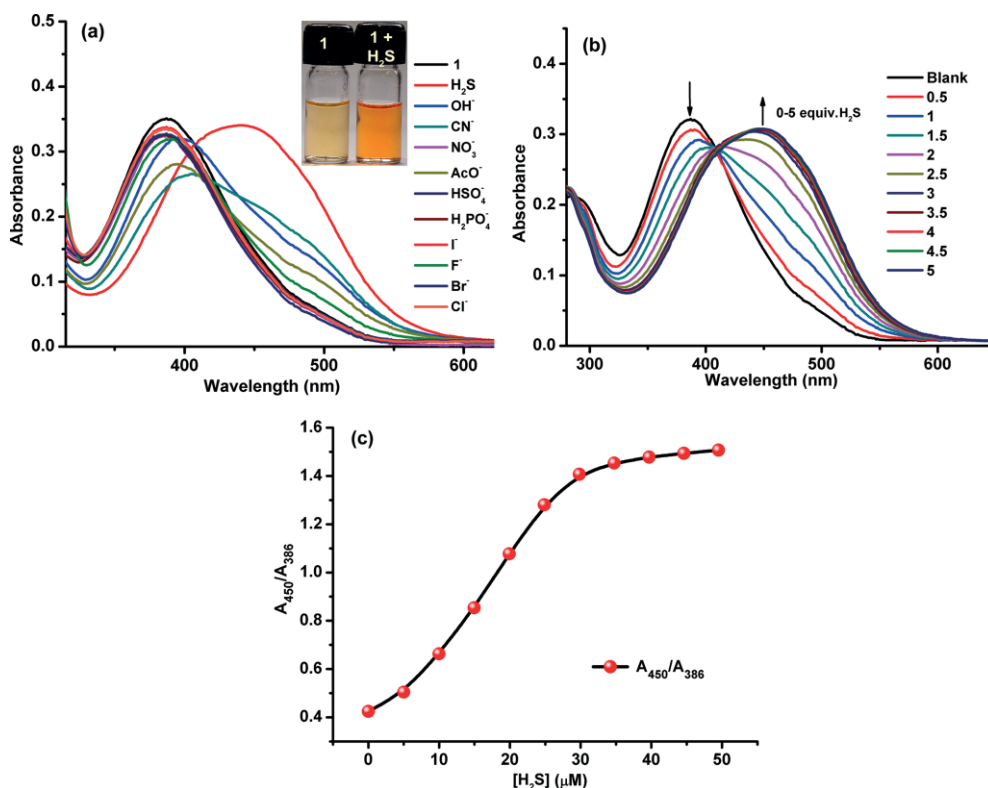 (a)
1
1 +
H₂S
1
H₂S
OH⁻
CN⁻
NO₃⁻
AcO⁻
HSO₄⁻
H₂PO₄⁻
I⁻
F⁻
Br⁻
Cl⁻
0.5
0.4
0.3
0.2
0.1
0.0
Absorbance
400 500 600
Wavelength (nm)
(b)
0-5 equiv.H₂S
Blank
0.5
1
1.5
2
2.5
3
3.5
4
4.5
5
0.4
0.3
0.2
0.1
0.0
Absorbance
300 400 500 600
Wavelength (nm)
(c)
1.6
1.4
1.2
1.0
0.8
0.6
0.4
A₄₅₀/A₃₈₆
A₄₅₀/A₃₈₆
0 10 20 30 40 50
[H₂S] (μM)